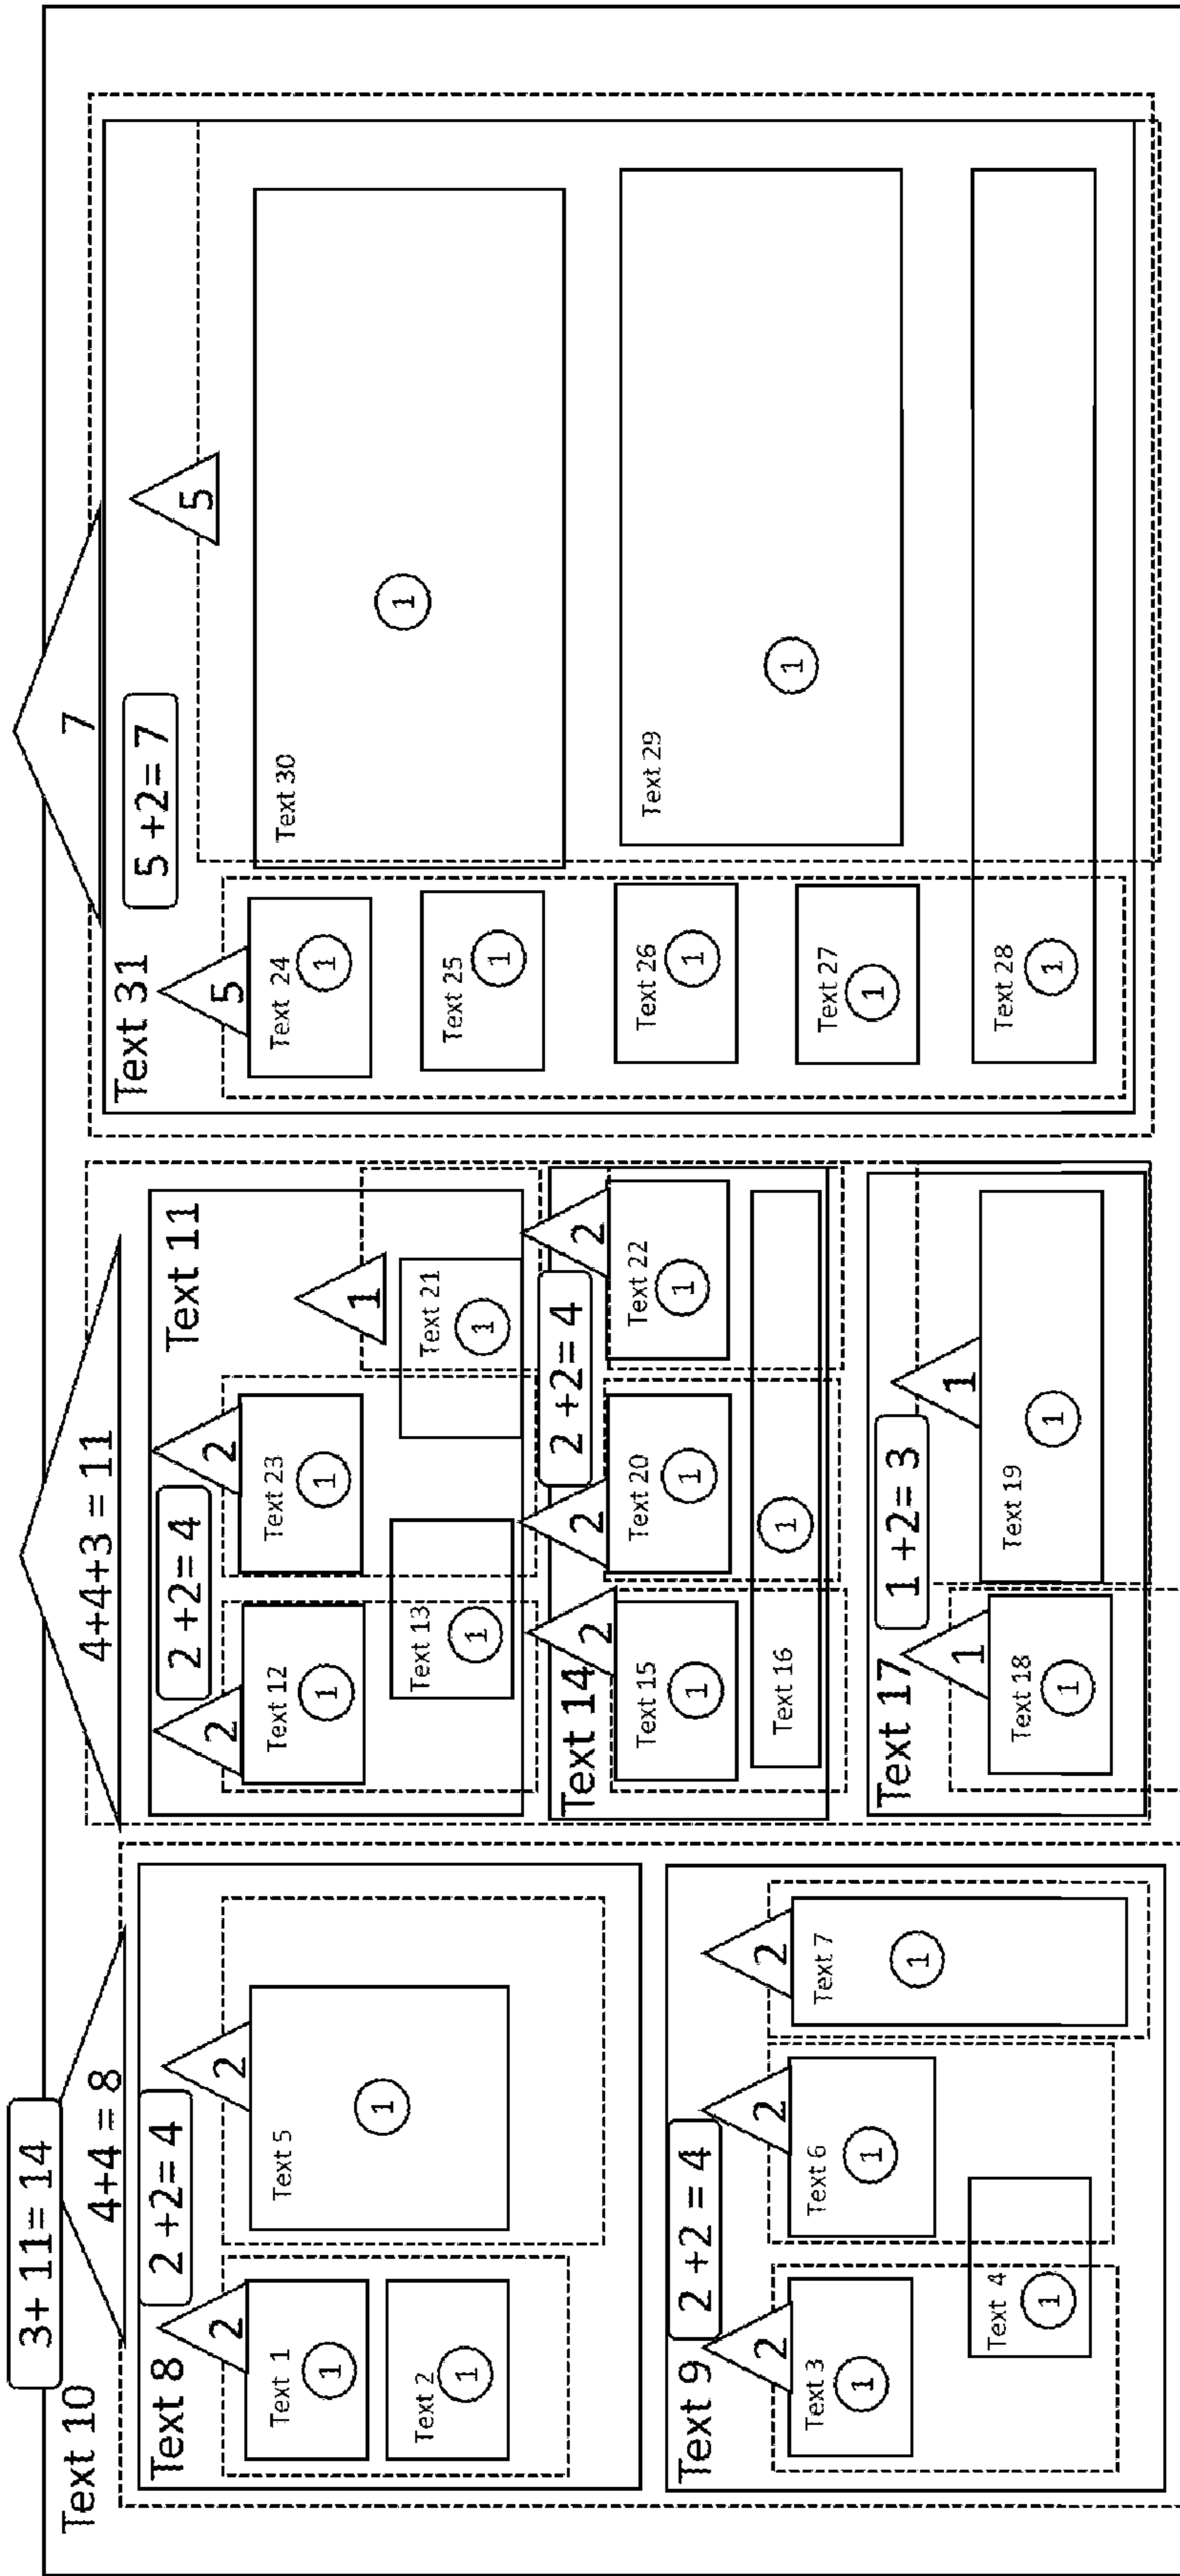 3+ 11= 14
Text 10
4+4 = 8
Text 8
2 +2= 4
2
Text 1
1
Text 2
1
2
Text 5
1
Text 9
2 +2 = 4
2
Text 3
1
Text 4
1
2
Text 6
1
2
Text 7
1
4+4+3 = 11
Text 11
2 +2= 4
2
Text 12
1
Text 13
1
2
Text 23
1
1
Text 21
1
Text 14
2 +2= 4
2
Text 15
1
Text 16
1
2
Text 20
1
2
Text 22
1
Text 17
1 +2= 3
1
Text 18
1
1
Text 19
1
7
Text 31
5 +2= 7
5
Text 24
1
Text 25
1
Text 26
1
Text 27
1
Text 28
1
5
Text 30
1
Text 29
1